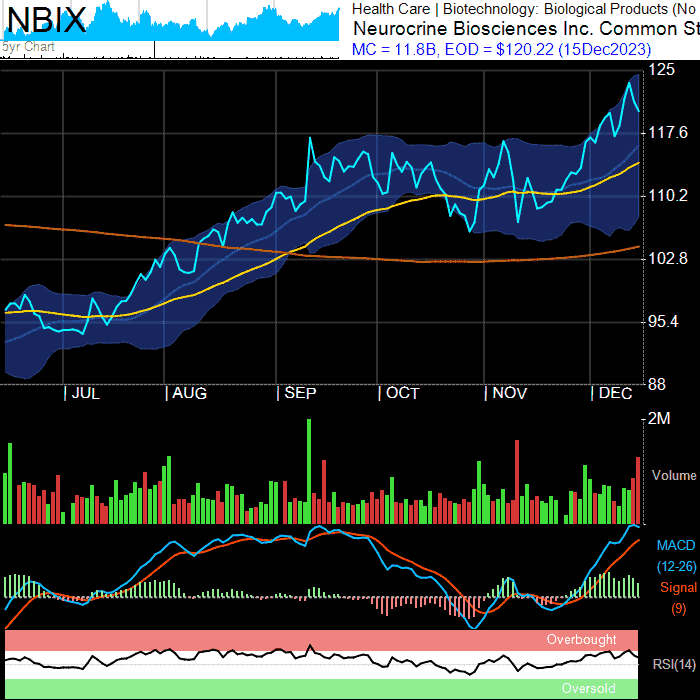 NBIX
5yr Chart
Health Care | Biotechnology: Biological Products (No
Neurocrine Biosciences Inc. Common St
MC = 11.8B, EOD = $120.22 (15Dec2023)
125
117.6
110.2
102.8
95.4
88
JUL AUG SEP OCT NOV DEC
2M
Volume
MACD
(12-26)
Signal
(9)
Overbought
RSI(14)
Oversold